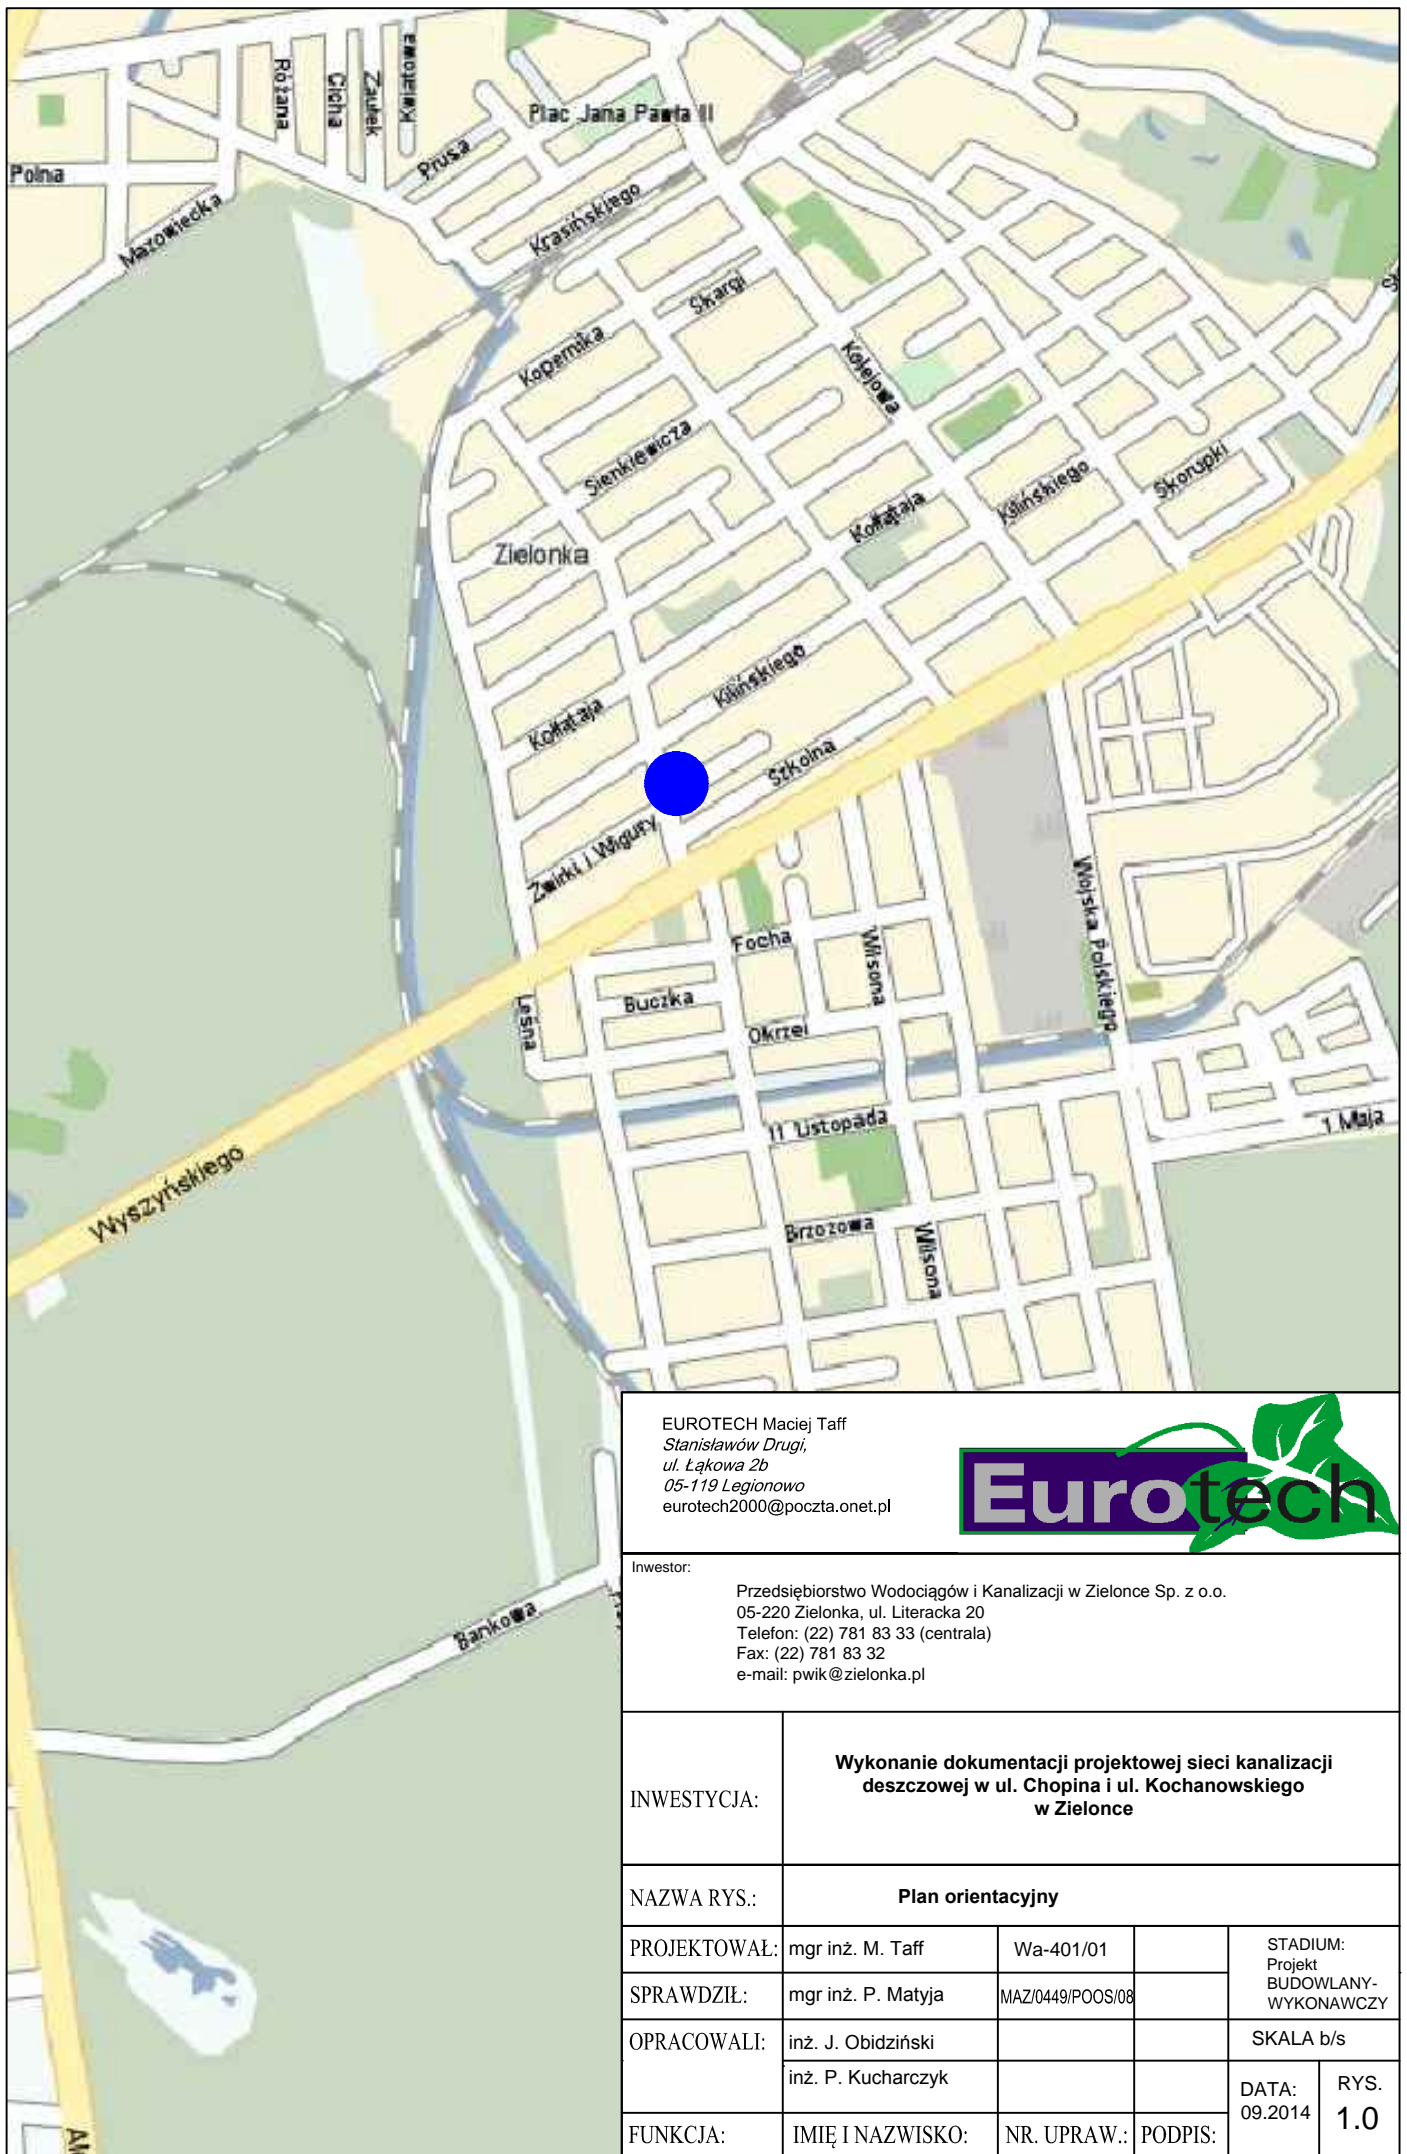 Różana
Cicha
Zaułek
Kwiatowa
Plac Jana Pawła II
Prusa
Polna
Mazowiecka
Krasińskiego
Skargi
Kopernika
Kolejowa
Sienkiewicza
Skorupki
Kilińskiego
Kołłątaja
Zielonka
Kilińskiego
Kołłątaja
Szkolna
Żwirki i Wigury
Wojska Polskiego
Focha
Wilsona
Buczka
Leśna
Okrzei
11 Listopada
1 Maja
Wyszyńskiego
Brzozowa
Wilsona
Bankowa
EUROTECH Maciej Taff
Stanisławów Drugi,
ul. Łąkowa 2b
05-119 Legionowo
eurotech2000@poczta.onet.pl
Eurotech
Inwestor:
Przedsiębiorstwo Wodociągów i Kanalizacji w Zielonce Sp. z o.o.
05-220 Zielonka, ul. Literacka 20
Telefon: (22) 781 83 33 (centrala)
Fax: (22) 781 83 32
e-mail: pwik@zielonka.pl
INWESTYCJA:
Wykonanie dokumentacji projektowej sieci kanalizacji
deszczowej w ul. Chopina i ul. Kochanowskiego
w Zielonce
NAZWA RYS.:
Plan orientacyjny
PROJEKTOWAŁ: mgr inż. M. Taff Wa-401/01
STADIUM:
Projekt
BUDOWLANY-
WYKONAWCZY
SPRAWDZIŁ: mgr inż. P. Matyja MAZ/0449/POOS/08
OPRACOWALI: inż. J. Obidziński
SKALA b/s
inż. P. Kucharczyk
DATA:
09.2014
RYS.
1.0
FUNKCJA: IMIĘ I NAZWISKO: NR. UPRAW.: PODPIS: